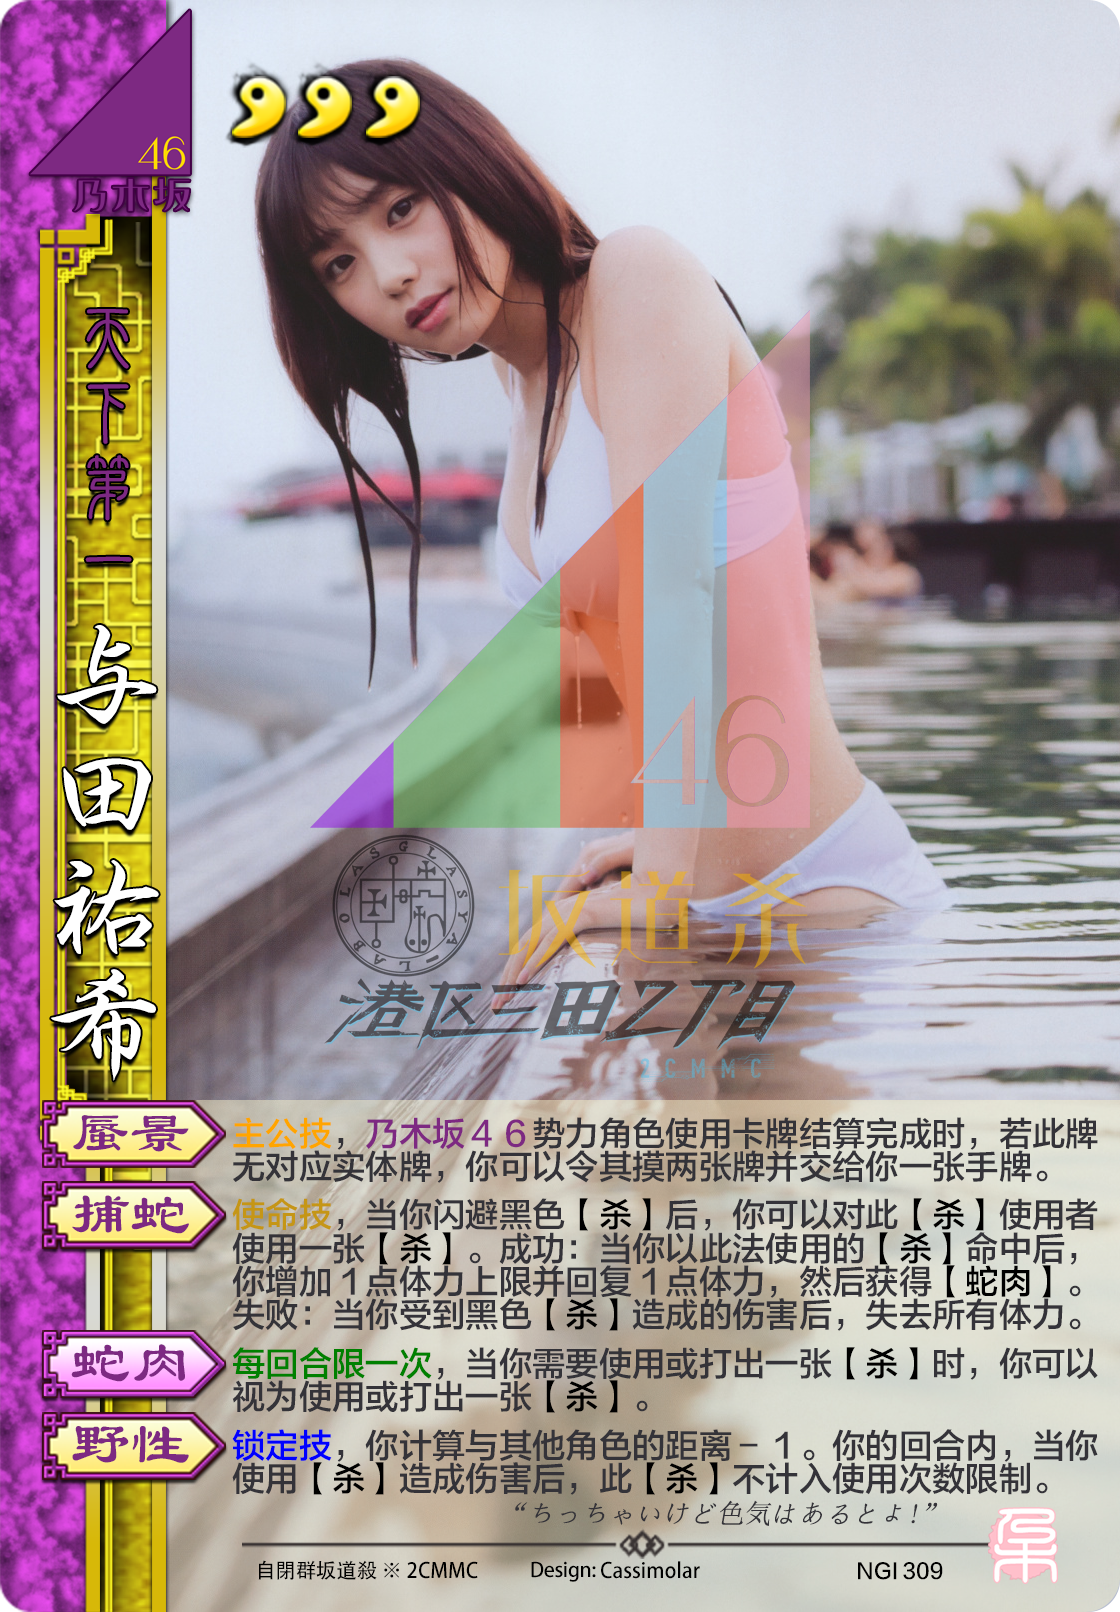 46
乃木坂
天下第一
与田祐希
46
GLASYA LABOLAS
坂道杀
港区三田乙丁目
2CMMC
蜃景
主公技，乃木坂４６势力角色使用卡牌结算完成时，若此牌
无对应实体牌，你可以令其摸两张牌并交给你一张手牌。
捕蛇
使命技，当你闪避黑色【杀】后，你可以对此【杀】使用者
使用一张【杀】。成功：当你以此法使用的【杀】命中后，
你增加１点体力上限并回复１点体力，然后获得【蛇肉】。
失败：当你受到黑色【杀】造成的伤害后，失去所有体力。
蛇肉
每回合限一次，当你需要使用或打出一张【杀】时，你可以
视为使用或打出一张【杀】。
野性
锁定技，你计算与其他角色的距离－１。你的回合内，当你
使用【杀】造成伤害后，此【杀】不计入使用次数限制。
“ちっちゃいけど色気はあるとよ！”
自閉群坂道殺 ※ 2CMMC
Design: Cassimolar
NGI 309